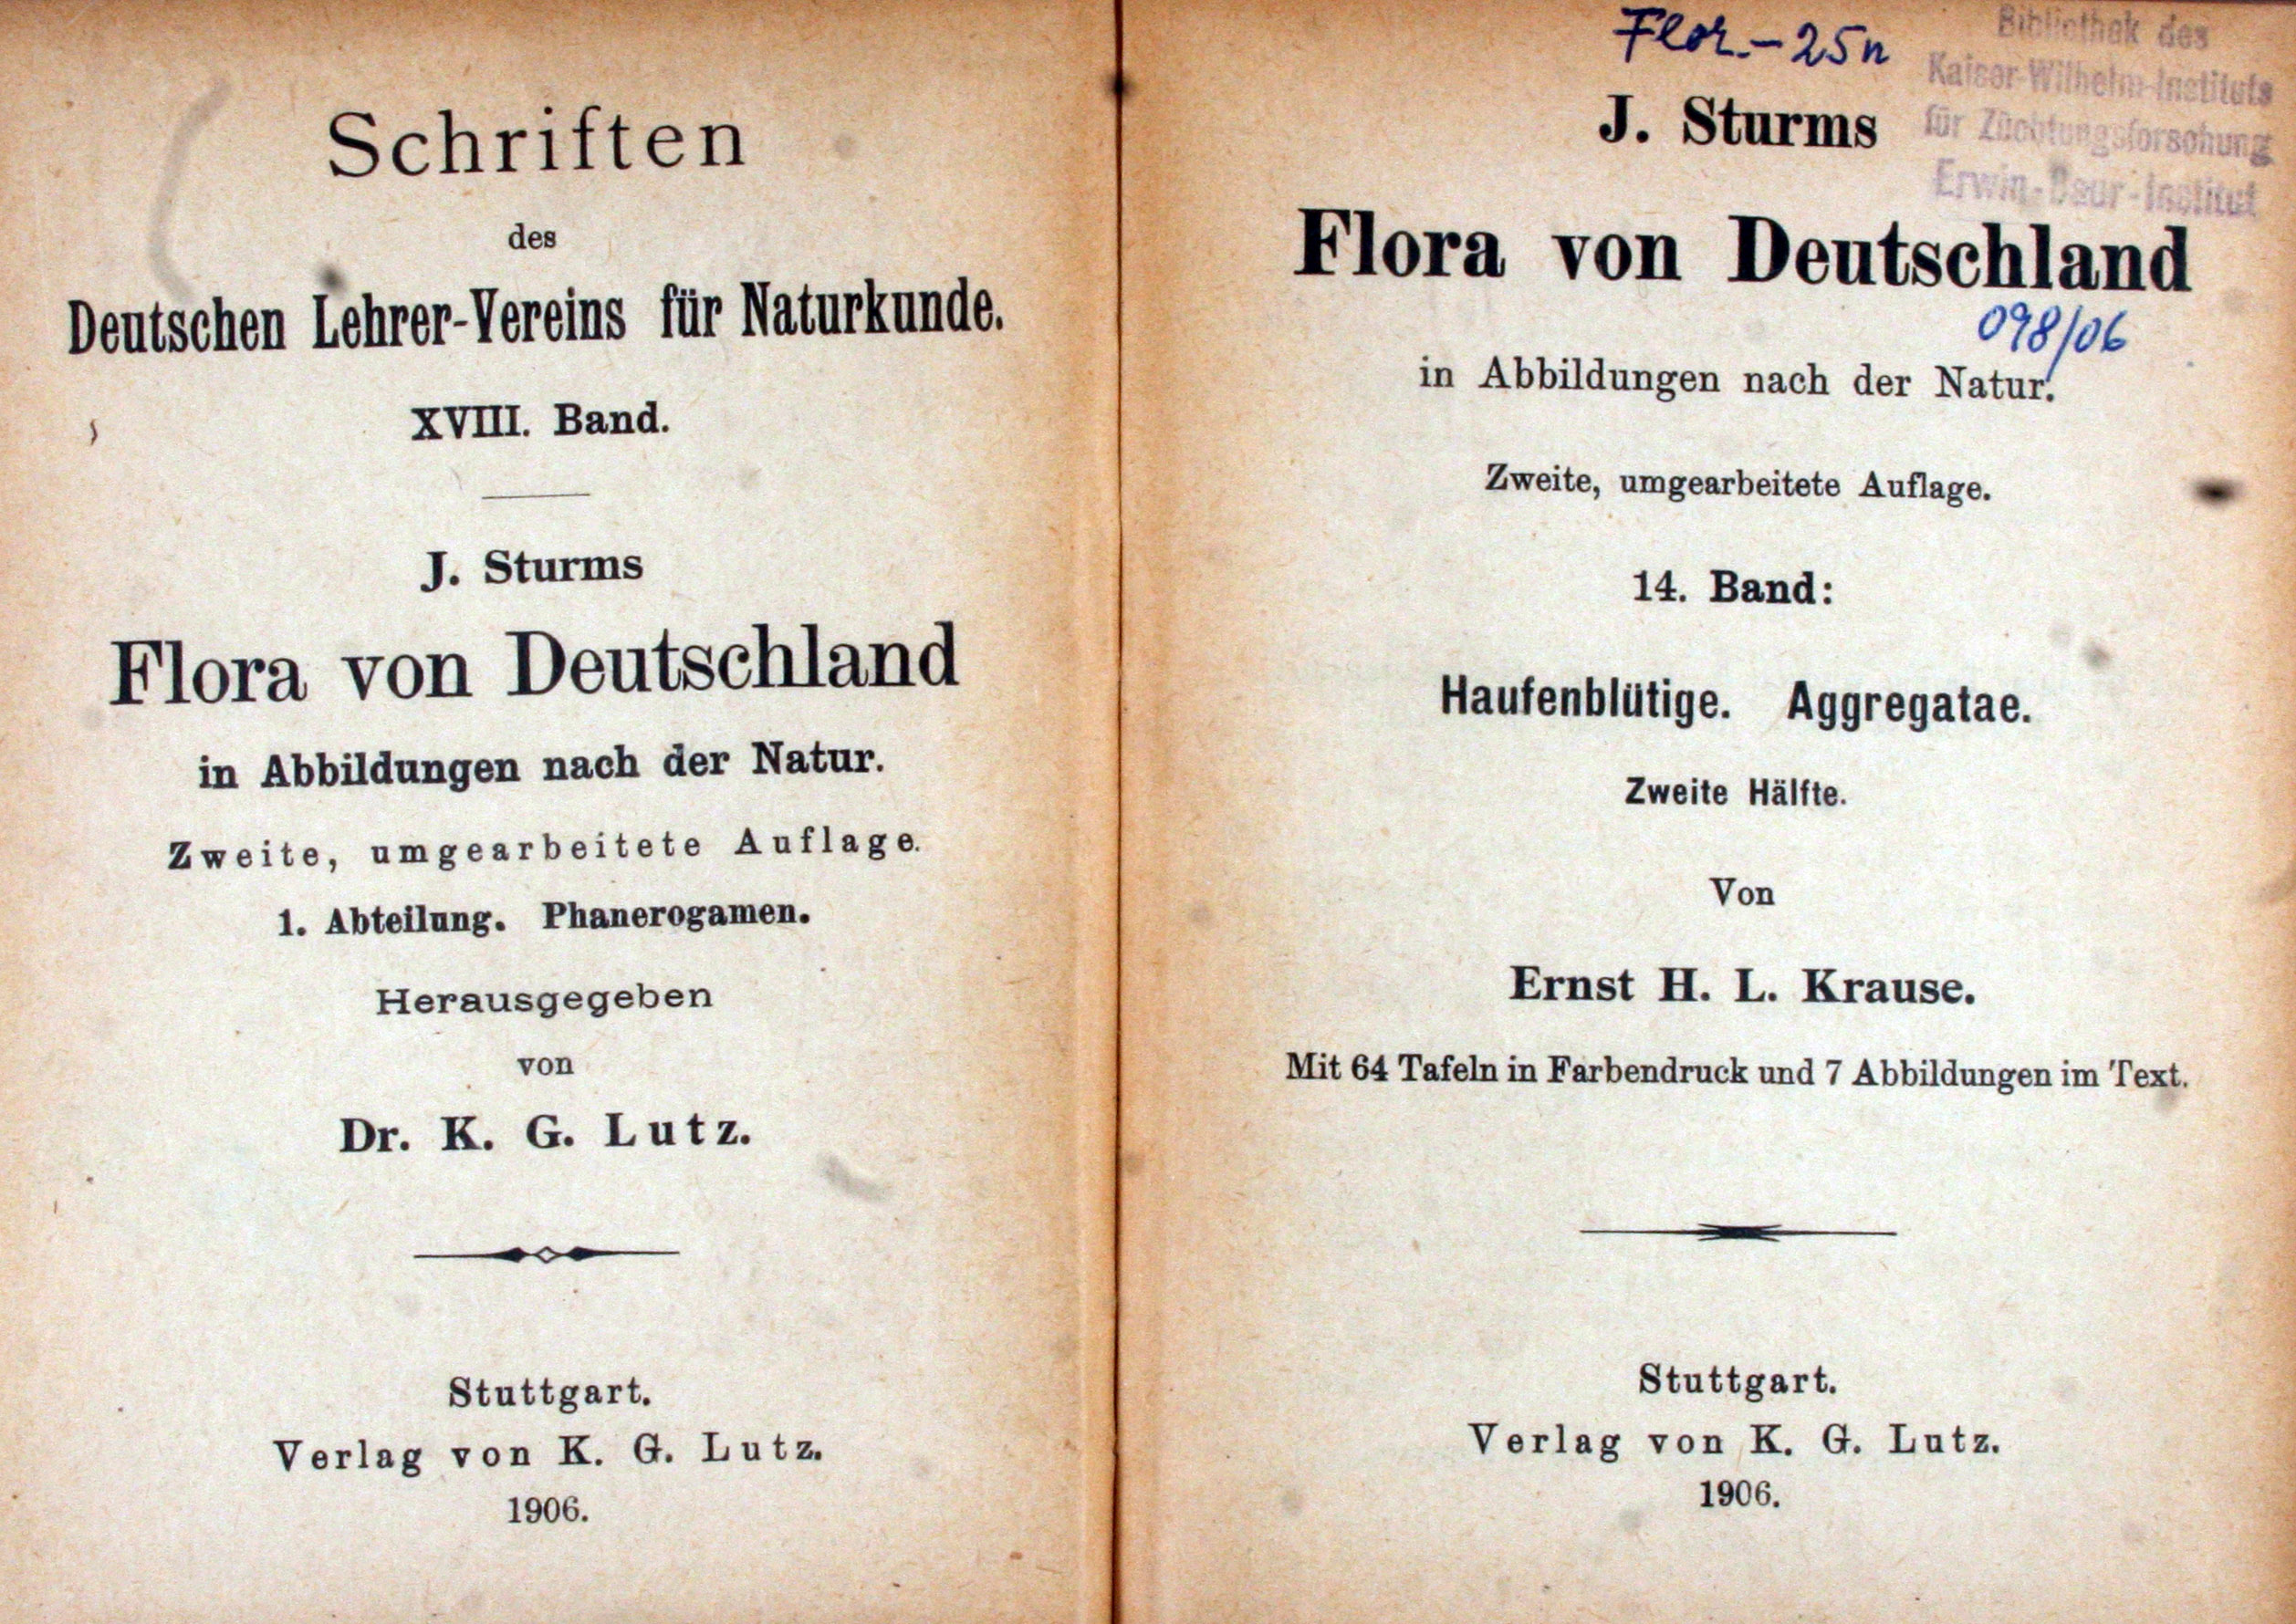 Schriften
des
Deutschen Lehrer-Vereins für Naturkunde.
XVIII. Band.
J. Sturms
Flora von Deutschland
in Abbildungen nach der Natur.
Zweite, umgearbeitete Auflage.
1. Abteilung. Phanerogamen.
Herausgegeben
von
Dr. K. G. Lutz.
Stuttgart.
Verlag von K. G. Lutz.
1906.
Flor.-25n
Bibliothek des
Kaiser-Wilhelm-Instituts
für Züchtungsforschung
Erwin-Baur-Institut
J. Sturms
Flora von Deutschland
098/06
in Abbildungen nach der Natur.
Zweite, umgearbeitete Auflage.
14. Band:
Haufenblütige. Aggregatae.
Zweite Hälfte.
Von
Ernst H. L. Krause.
Mit 64 Tafeln in Farbendruck und 7 Abbildungen im Text.
Stuttgart.
Verlag von K. G. Lutz.
1906.